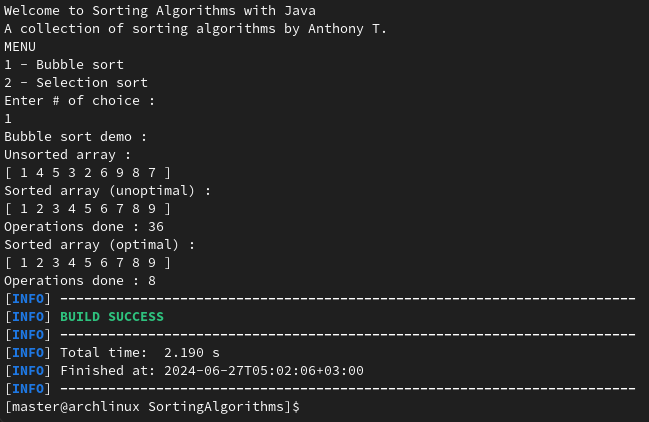 Welcome to Sorting Algorithms with Java
A collection of sorting algorithms by Anthony T.
MENU
1 - Bubble sort
2 - Selection sort
Enter # of choice :
1
Bubble sort demo :
Unsorted array :
[ 1 4 5 3 2 6 9 8 7 ]
Sorted array (unoptimal) :
[ 1 2 3 4 5 6 7 8 9 ]
Operations done : 36
Sorted array (optimal) :
[ 1 2 3 4 5 6 7 8 9 ]
Operations done : 8
[INFO] ------------------------------------------------------------------------
[INFO] BUILD SUCCESS
[INFO] ------------------------------------------------------------------------
[INFO] Total time:  2.190 s
[INFO] Finished at: 2024-06-27T05:02:06+03:00
[INFO] ------------------------------------------------------------------------
[master@archlinux SortingAlgorithms]$